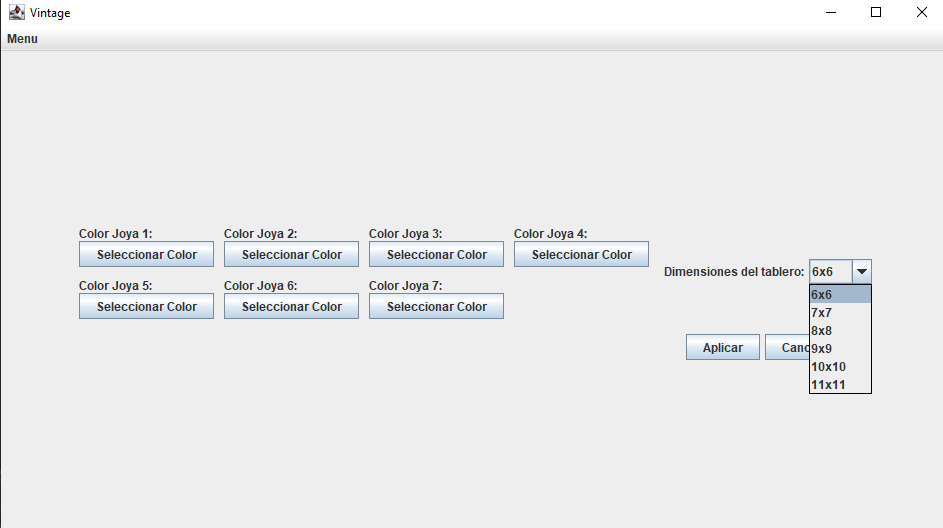 Vintage
Menu
Color Joya 1: Color Joya 2: Color Joya 3: Color Joya 4:
Seleccionar Color Seleccionar Color Seleccionar Color Seleccionar Color
Color Joya 5: Color Joya 6: Color Joya 7:
Seleccionar Color Seleccionar Color Seleccionar Color
Dimensiones del tablero: 6x6
6x6
7x7
8x8
9x9
10x10
11x11
Aplicar Canc